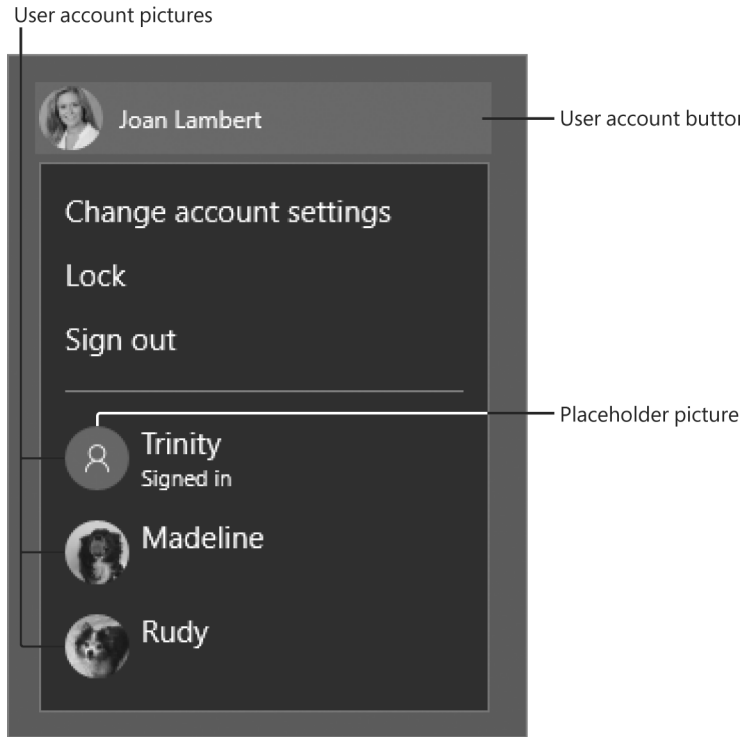 User account pictures
Joan Lambert
User account button
Change account settings
Lock
Sign out
Placeholder picture
Trinity
Signed in
Madeline
Rudy